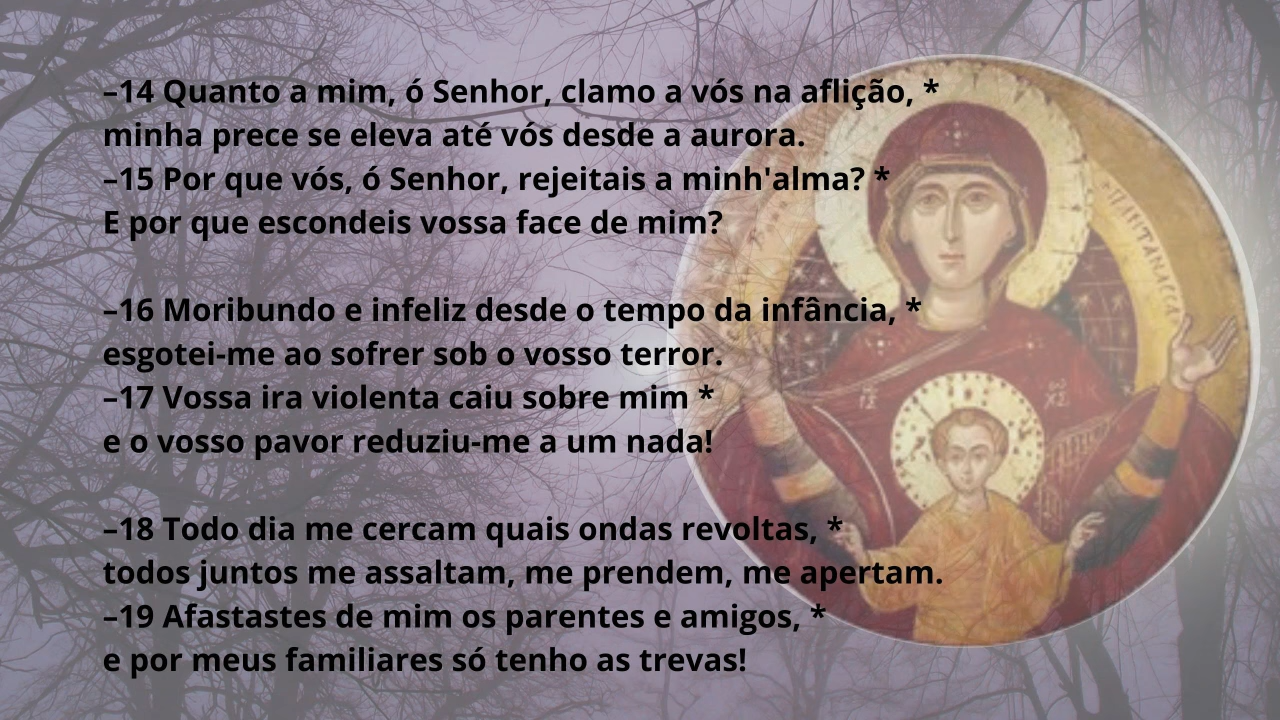 –14 Quanto a mim, ó Senhor, clamo a vós na aflição, *
minha prece se eleva até vós desde a aurora.
–15 Por que vós, ó Senhor, rejeitais a minh'alma? *
E por que escondeis vossa face de mim?
–16 Moribundo e infeliz desde o tempo da infância, *
esgotei-me ao sofrer sob o vosso terror.
–17 Vossa ira violenta caiu sobre mim *
e o vosso pavor reduziu-me a um nada!
–18 Todo dia me cercam quais ondas revoltas, *
todos juntos me assaltam, me prendem, me apertam.
–19 Afastastes de mim os parentes e amigos, *
e por meus familiares só tenho as trevas!